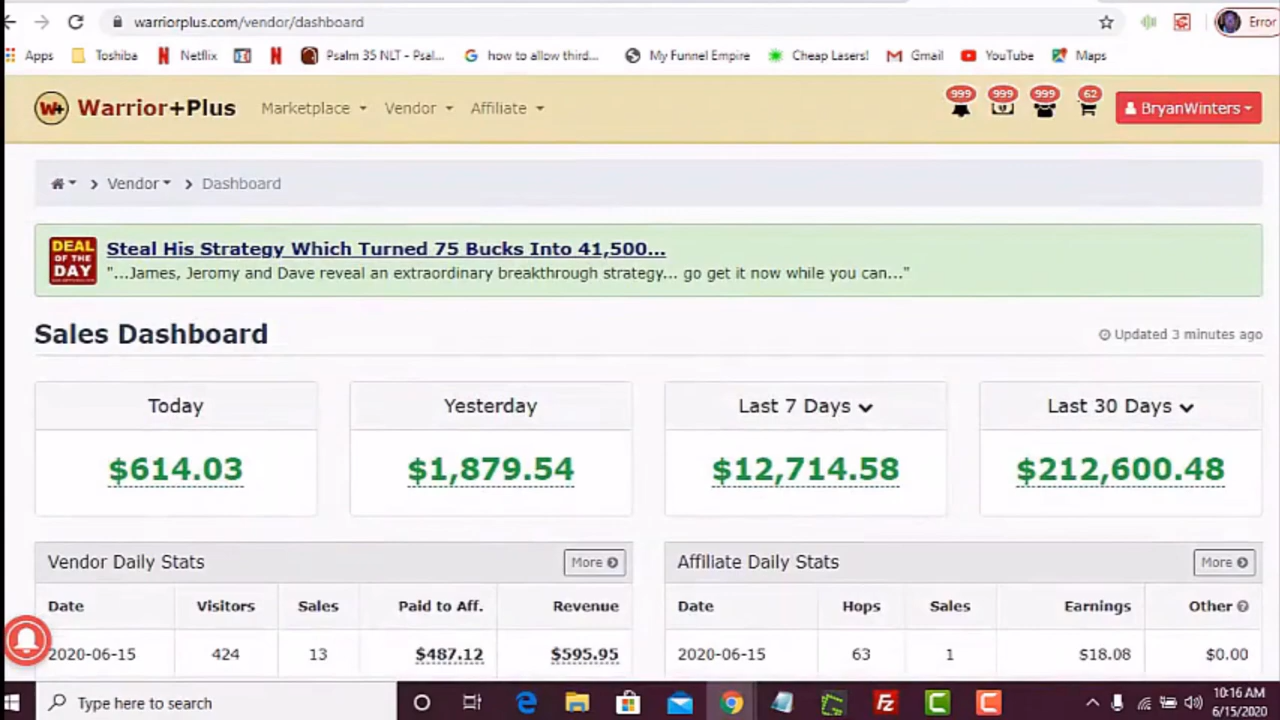 warriorplus.com/vendor/dashboard
Error
Apps Toshiba Netflix Psalm 35 NLT - Psal... how to allow third... My Funnel Empire Cheap Lasers! Gmail YouTube Maps
W+ Warrior+Plus Marketplace Vendor Affiliate 999 999 999 62 BryanWinters
Vendor Dashboard
DEAL OF THE DAY
Steal His Strategy Which Turned 75 Bucks Into 41,500...
"...James, Jeromy and Dave reveal an extraordinary breakthrough strategy... go get it now while you can..."
Sales Dashboard Updated 3 minutes ago
Today Yesterday Last 7 Days Last 30 Days
$614.03 $1,879.54 $12,714.58 $212,600.48
Vendor Daily Stats More Affiliate Daily Stats More
Date Visitors Sales Paid to Aff. Revenue Date Hops Sales Earnings Other
2020-06-15 424 13 $487.12 $595.95 2020-06-15 63 1 $18.08 $0.00
Type here to search
10:16 AM
6/15/2020